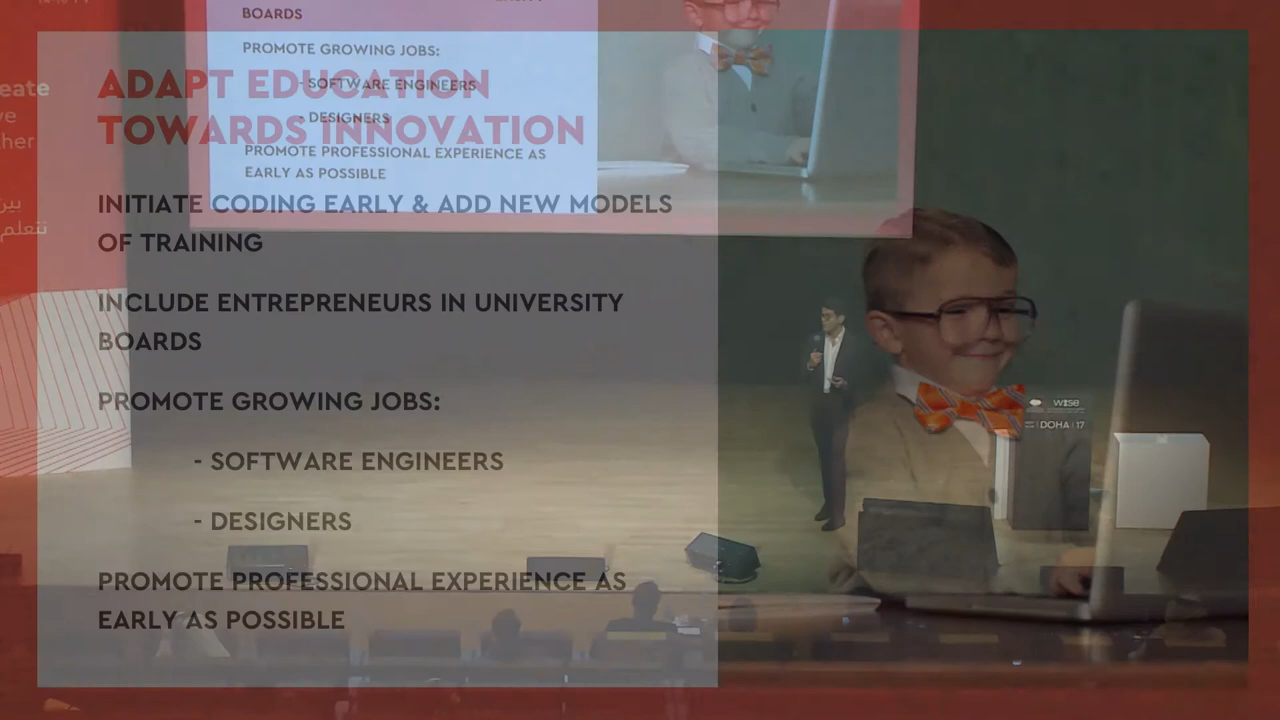 BOARDS
PROMOTE GROWING JOBS:
- SOFTWARE ENGINEERS
- DESIGNERS
PROMOTE PROFESSIONAL EXPERIENCE AS
EARLY AS POSSIBLE
ADAPT EDUCATION
TOWARDS INNOVATION
INITIATE CODING EARLY & ADD NEW MODELS
OF TRAINING
INCLUDE ENTREPRENEURS IN UNIVERSITY
BOARDS
PROMOTE GROWING JOBS:
- SOFTWARE ENGINEERS
- DESIGNERS
PROMOTE PROFESSIONAL EXPERIENCE AS
EARLY AS POSSIBLE
eate
ve
her
بين
نتعلم
wise
DOHA 17